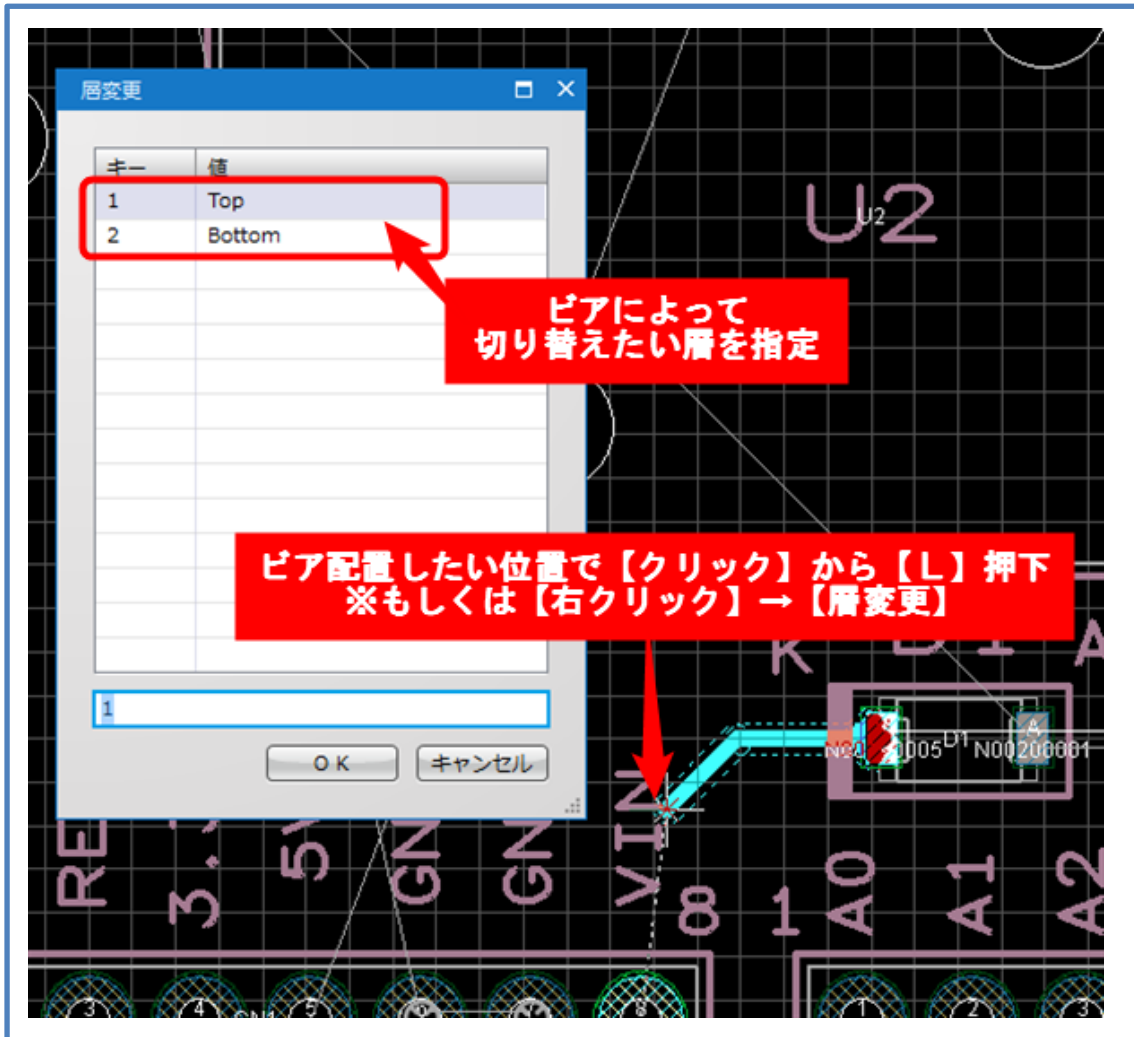 層変更
キー 値
1 Top
2 Bottom
ビアによって
切り替えたい層を指定
ビア配置したい位置で【クリック】から【L】押下
※もしくは【右クリック】→【層変更】
1
OK キャンセル
U2
U2
K D1 A
D1 N00200001
RE
3.
5V
GN
GN
VIN
8 1
A0
A1
A2
3 4 5 6 7 8 1 2 3